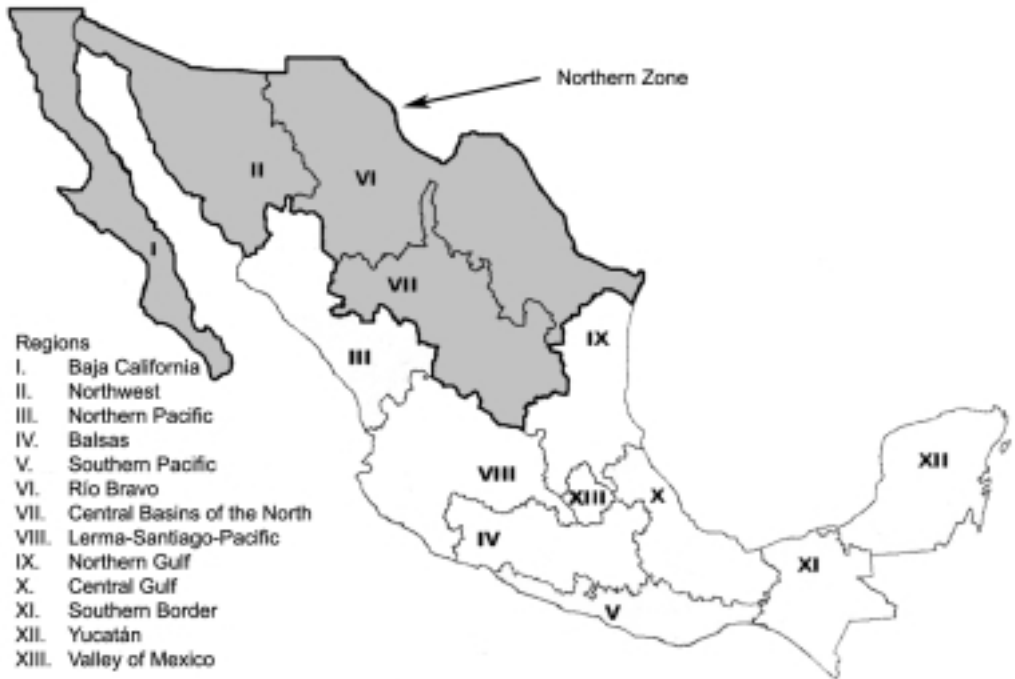 Northern Zone
II
VI
I
VII
IX
III
Regions
I. Baja California
II. Northwest
III. Northern Pacific
IV. Balsas
V. Southern Pacific
VI. Río Bravo
VII. Central Basins of the North
VIII. Lerma-Santiago-Pacific
IX. Northern Gulf
X. Central Gulf
XI. Southern Border
XII. Yucatán
XIII. Valley of Mexico
XII
VIII
XIII
X
IV
XI
V